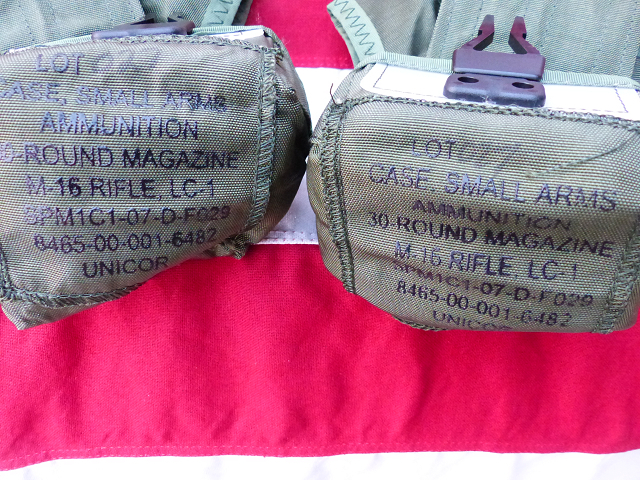 LOT
CASE, SMALL ARMS
AMMUNITION
30-ROUND MAGAZINE
M-16 RIFLE, LC-1
SPM1C1-07-D-F029
8465-00-001-6482
UNICOR
LOT
CASE, SMALL ARMS
AMMUNITION
30-ROUND MAGAZINE
M-16 RIFLE, LC-1
SPM1C1-07-D-F029
8465-00-001-6482
UNICOR